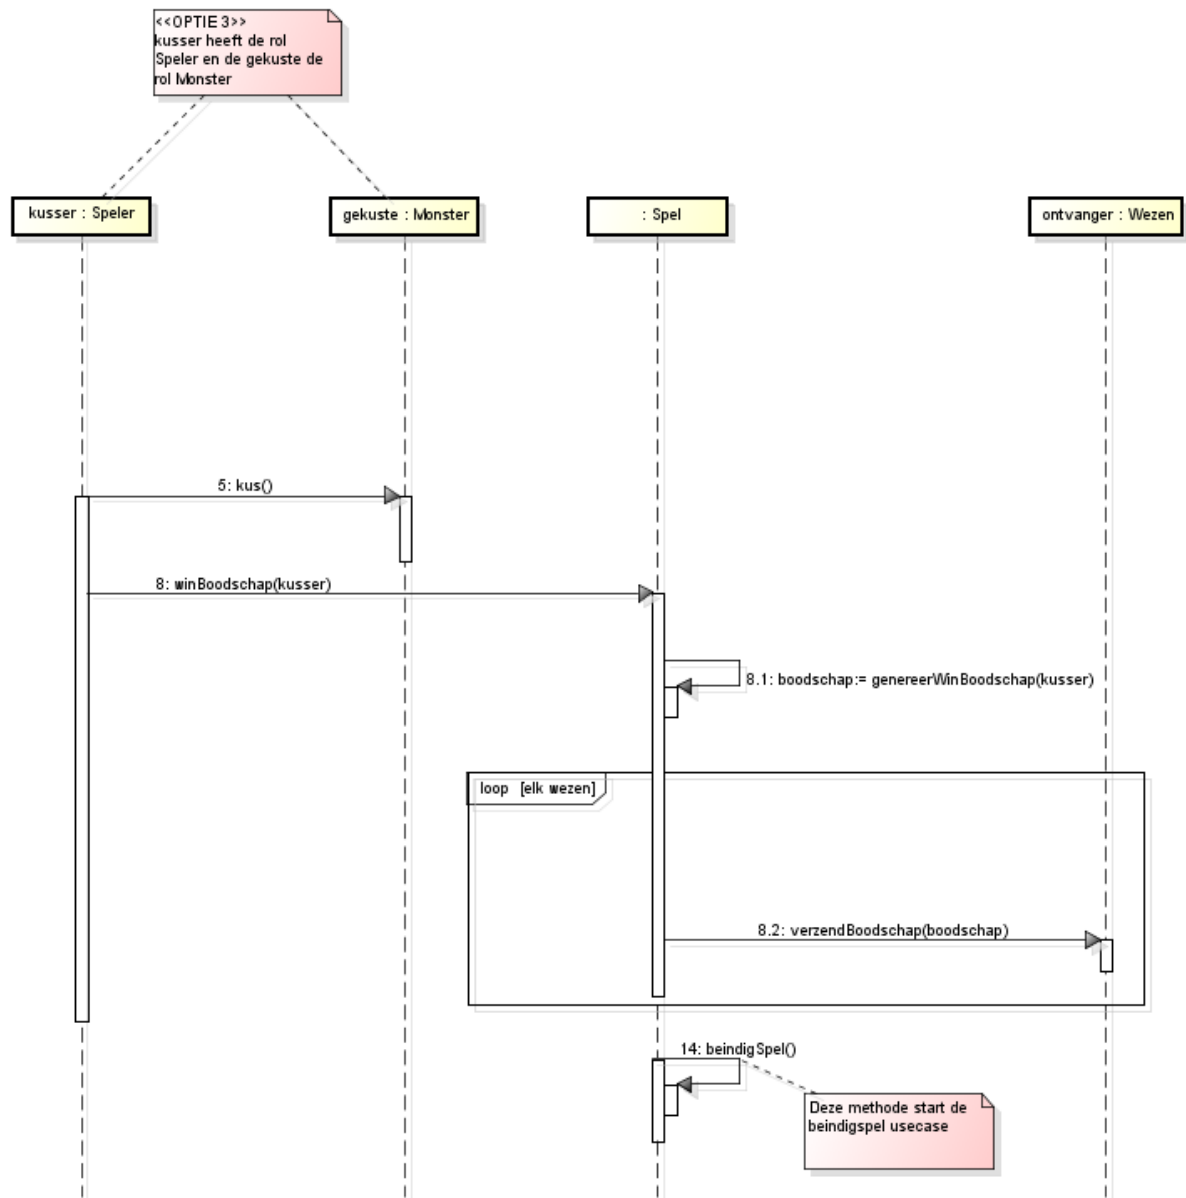 <<OPTIE 3>>
kusser heeft de rol
Speler en de gekuste de
rol Monster
kusser : Speler
gekuste : Monster
: Spel
ontvanger : Wezen
5: kus()
8: winBoodschap(kusser)
8.1: boodschap:= genereerWinBoodschap(kusser)
loop [elk wezen]
8.2: verzendBoodschap(boodschap)
14: beindigSpel()
Deze methode start de
beindigspel usecase